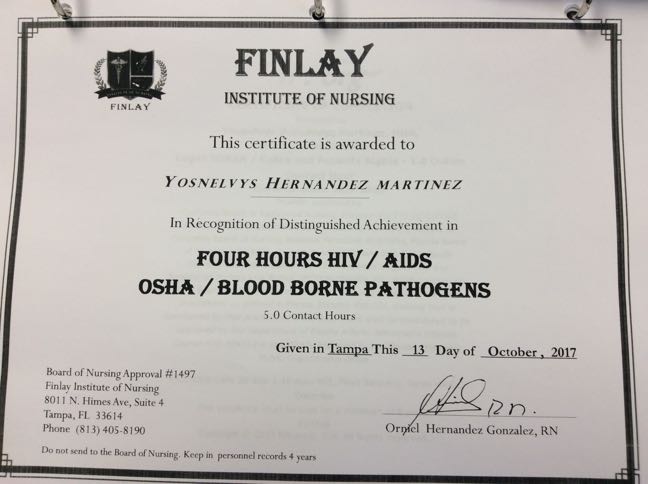 FINLAY
INSTITUTE OF NURSING
FINLAY
This certificate is awarded to
YOSNELVYS HERNANDEZ MARTINEZ
In Recognition of Distinguished Achievement in
FOUR HOURS HIV / AIDS
OSHA / BLOOD BORNE PATHOGENS
5.0 Contact Hours
Given in Tampa This 13 Day of October, 2017
Board of Nursing Approval #1497
Finlay Institute of Nursing
8011 N. Himes Ave, Suite 4
Tampa, FL 33614
Phone (813) 405-8190
R.n.
Orniel Hernandez Gonzalez, RN
Do not send to the Board of Nursing. Keep in personnel records 4 years